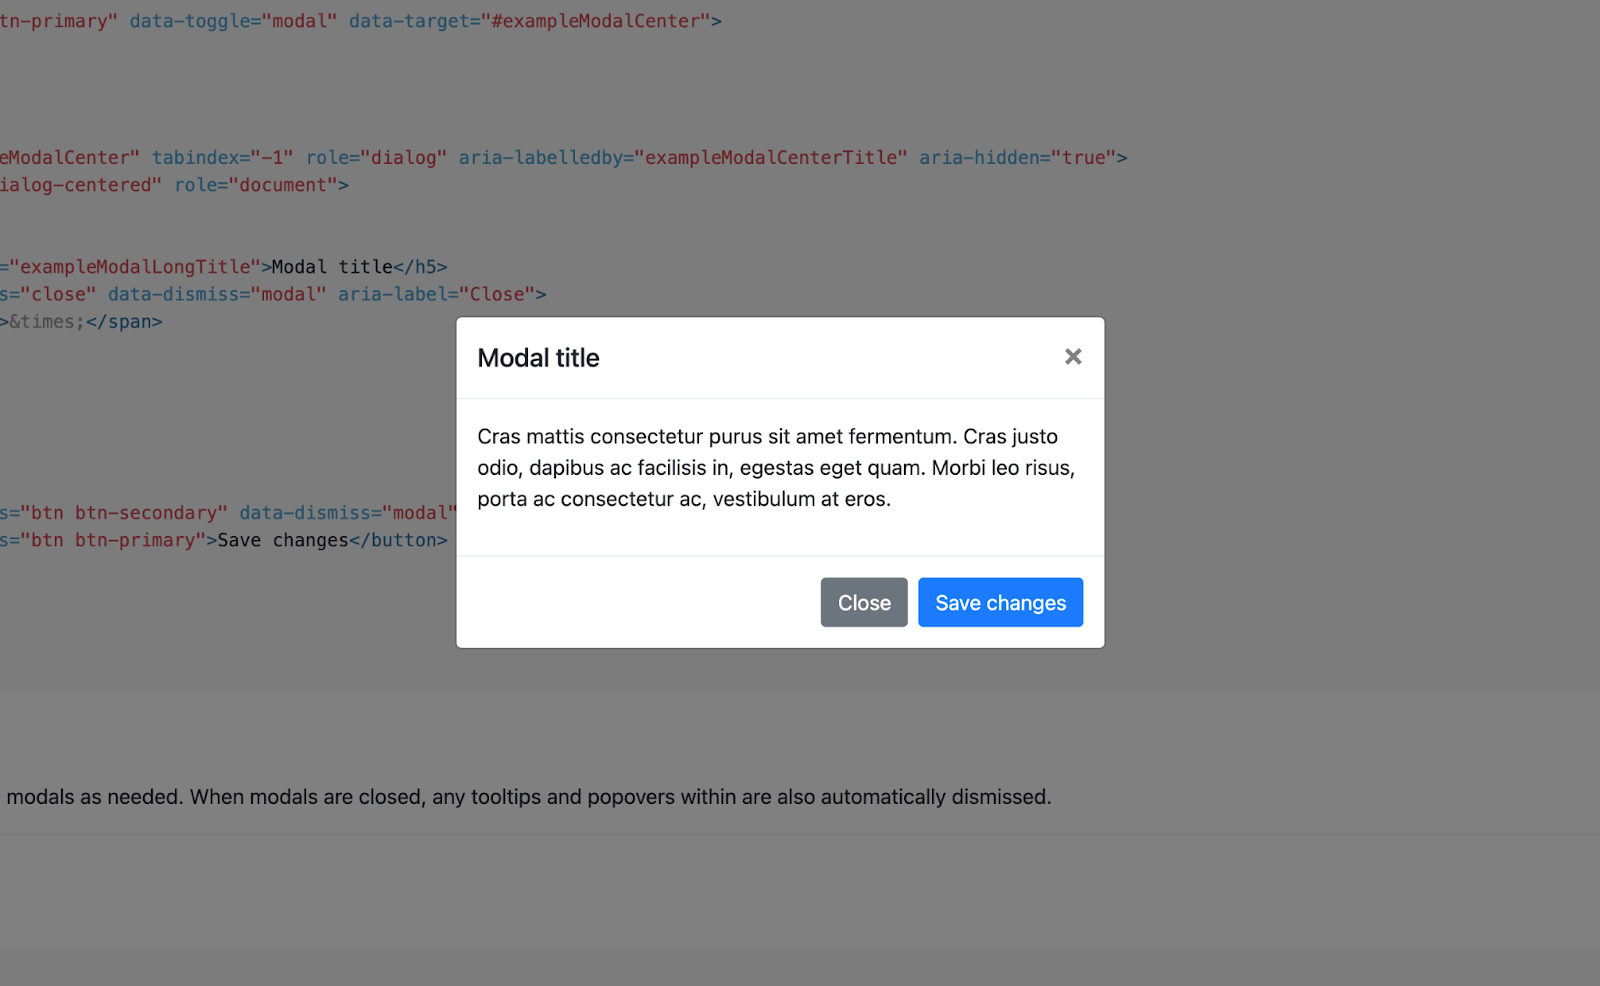 tn-primary" data-toggle="modal" data-target="#exampleModalCenter">
eModalCenter" tabindex="-1" role="dialog" aria-labelledby="exampleModalCenterTitle" aria-hidden="true">
ialog-centered" role="document">
="exampleModalLongTitle">Modal title</h5>
s="close" data-dismiss="modal" aria-label="Close">
>&times;</span>
Modal title ×
Cras mattis consectetur purus sit amet fermentum. Cras justo
odio, dapibus ac facilisis in, egestas eget quam. Morbi leo risus,
porta ac consectetur ac, vestibulum at eros.
s="btn btn-secondary" data-dismiss="modal"
s="btn btn-primary">Save changes</button>
Close Save changes
modals as needed. When modals are closed, any tooltips and popovers within are also automatically dismissed.